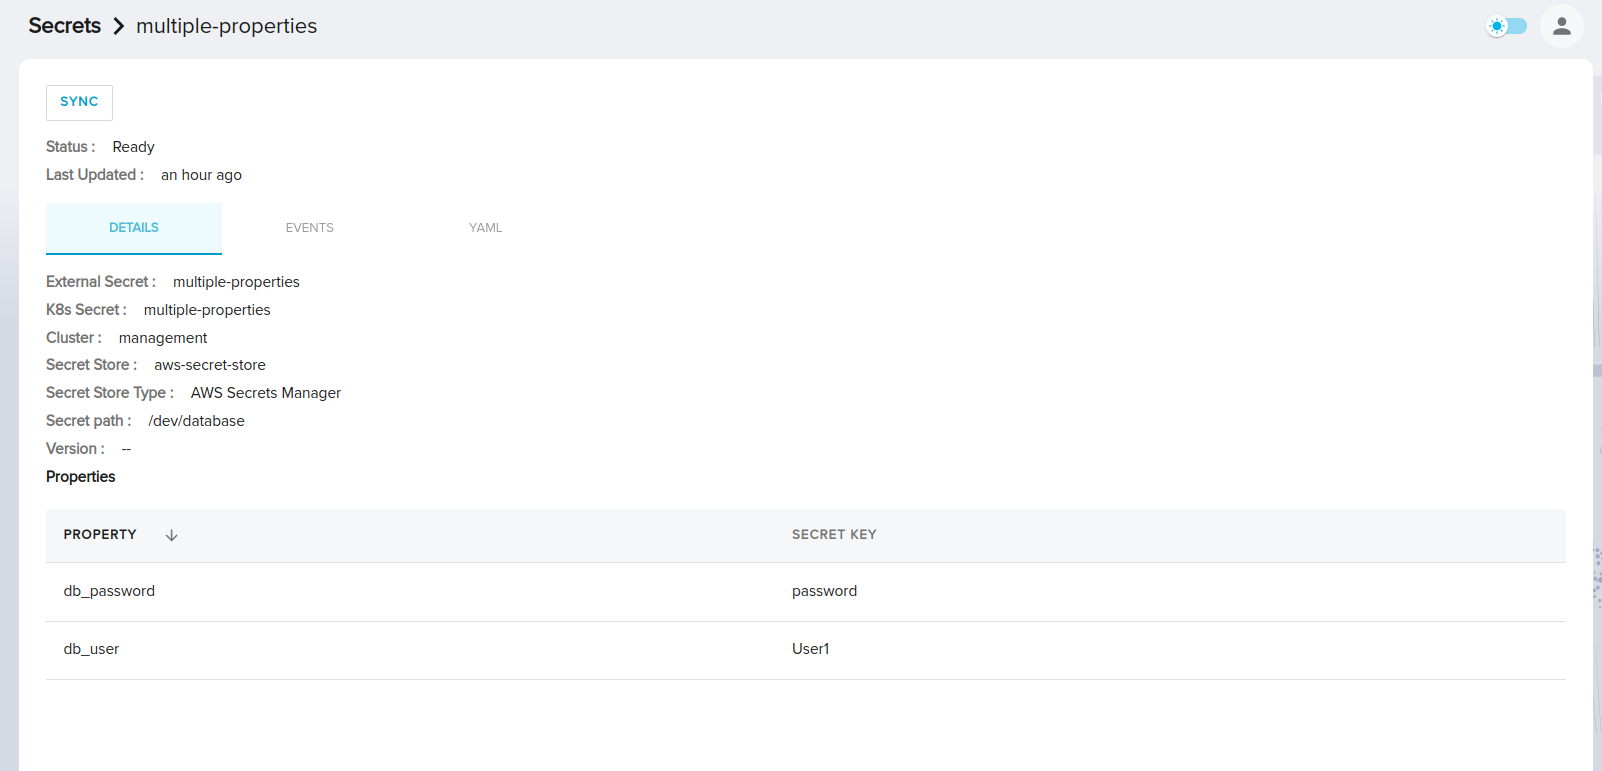 Secrets multiple-properties
SYNC
Status : Ready
Last Updated : an hour ago
DETAILS EVENTS YAML
External Secret : multiple-properties
K8s Secret : multiple-properties
Cluster : management
Secret Store : aws-secret-store
Secret Store Type : AWS Secrets Manager
Secret path : /dev/database
Version : --
Properties
PROPERTY SECRET KEY
db_password password
db_user User1